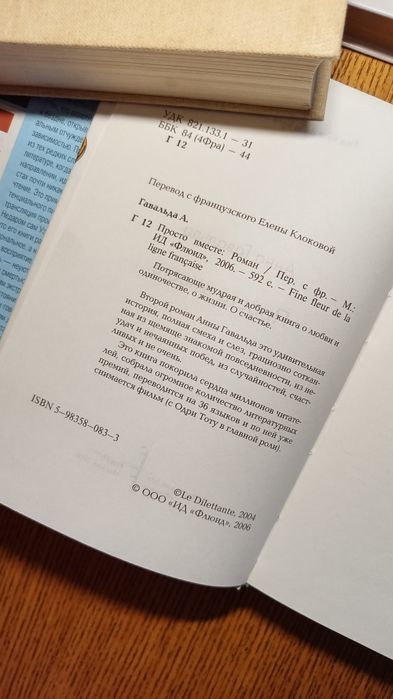 УДК 821.133.1 – 31
ББК 84 (4Фра) – 44
Г 12
Перевод с французского Елены Клоковой
Гавальда А.
Г 12 Просто вместе: Роман / Пер. с фр. – М.:
ИД «Флюид», 2006. – 592 с. – Fine fleur de la
ligne française
Потрясающе мудрая и добрая книга о любви и
одиночестве, о жизни. О счастье.
Второй роман Анны Гавальда это удивительная
история, полная смеха и слез, грациозно соткан-
ная из щемяще знакомой повседневности, из не-
удач и нечаянных побед, из случайностей, счаст-
ливых и не очень.
Эта книга покорила сердца миллионов читате-
лей, собрала огромное количество литературных
премий, переводится на 36 языков и по ней уже
снимается фильм (с Одри Тоту в главной роли).
ISBN 5–98358–083–3
©Le Dilettante, 2004
© ООО «ИД «Флюид», 2006